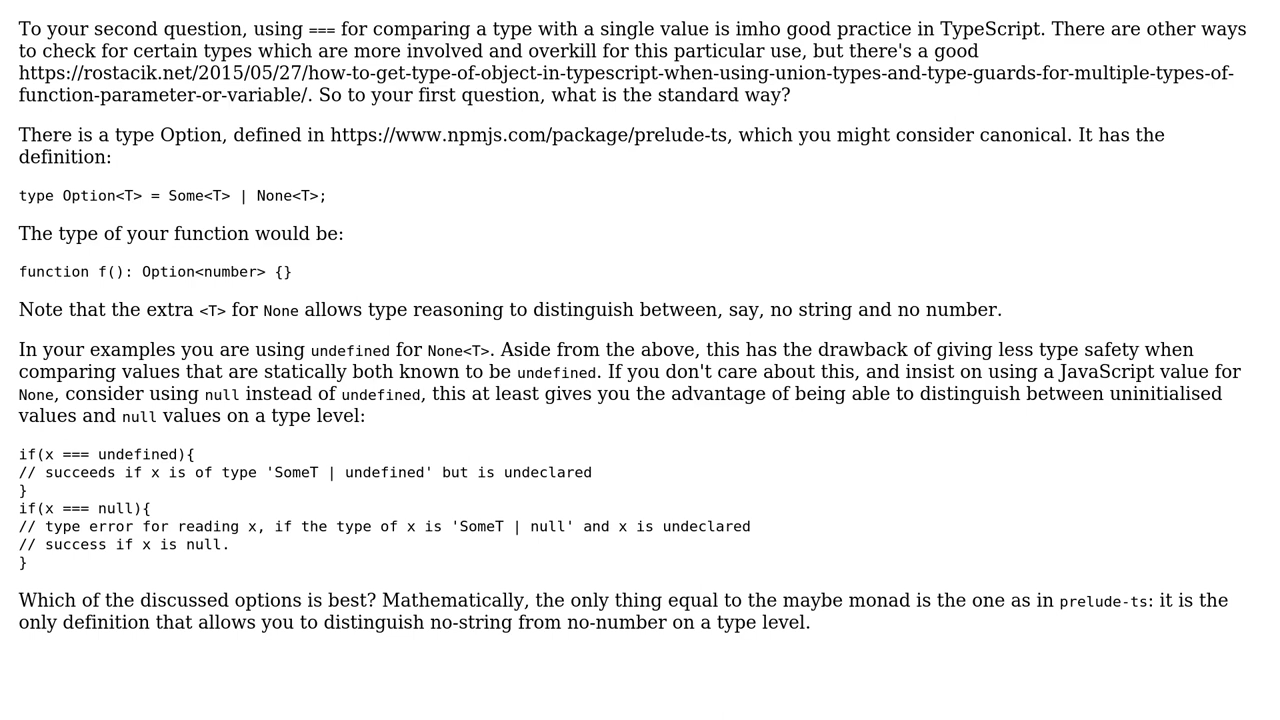 To your second question, using === for comparing a type with a single value is imho good practice in TypeScript. There are other ways
to check for certain types which are more involved and overkill for this particular use, but there's a good
https://rostacik.net/2015/05/27/how-to-get-type-of-object-in-typescript-when-using-union-types-and-type-guards-for-multiple-types-of-
function-parameter-or-variable/. So to your first question, what is the standard way?
There is a type Option, defined in https://www.npmjs.com/package/prelude-ts, which you might consider canonical. It has the
definition:
type Option<T> = Some<T> | None<T>;
The type of your function would be:
function f(): Option<number> {}
Note that the extra <T> for None allows type reasoning to distinguish between, say, no string and no number.
In your examples you are using undefined for None<T>. Aside from the above, this has the drawback of giving less type safety when
comparing values that are statically both known to be undefined. If you don't care about this, and insist on using a JavaScript value for
None, consider using null instead of undefined, this at least gives you the advantage of being able to distinguish between uninitialised
values and null values on a type level:
if(x === undefined){
// succeeds if x is of type 'SomeT | undefined' but is undeclared
}
if(x === null){
// type error for reading x, if the type of x is 'SomeT | null' and x is undeclared
// success if x is null.
}
Which of the discussed options is best? Mathematically, the only thing equal to the maybe monad is the one as in prelude-ts: it is the
only definition that allows you to distinguish no-string from no-number on a type level.